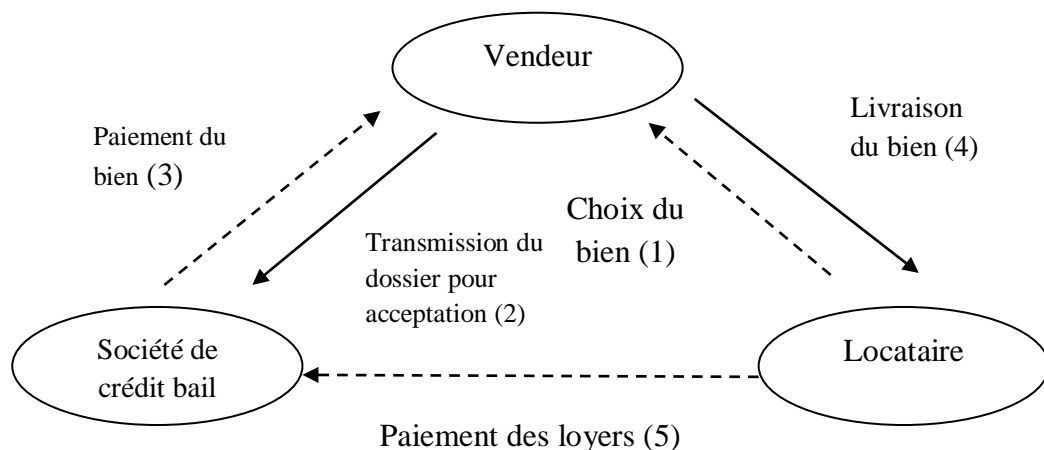 Vendeur
Paiement du
bien (3)
Livraison
du bien (4)
Choix du
bien (1)
Transmission du
dossier pour
acceptation (2)
Société de
crédit bail
Locataire
Paiement des loyers (5)